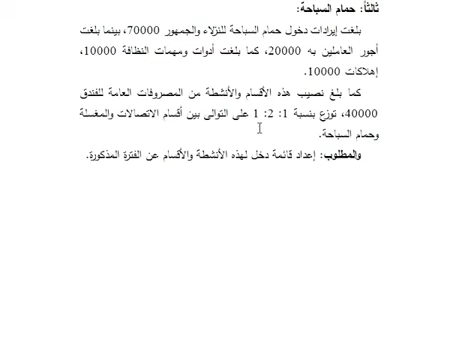 ثالثاً: حمام السباحة:
بلغت إيرادات دخول حمام السباحة للنزلاء والجمهور 70000، بينما بلغت
أجور العاملين به 20000، كما بلغت أدوات ومهمات النظافة 10000،
إهلاكات 10000.
كما بلغ نصيب هذه الأقسام والأنشطة من المصروفات العامة للفندق
40000، توزع بنسبة 1: 2: 1 على التوالى بين أقسام الاتصالات والمغسلة
وحمام السباحة.
والمطلوب: إعداد قائمة دخل لهذه الأنشطة والأقسام عن الفترة المذكورة.